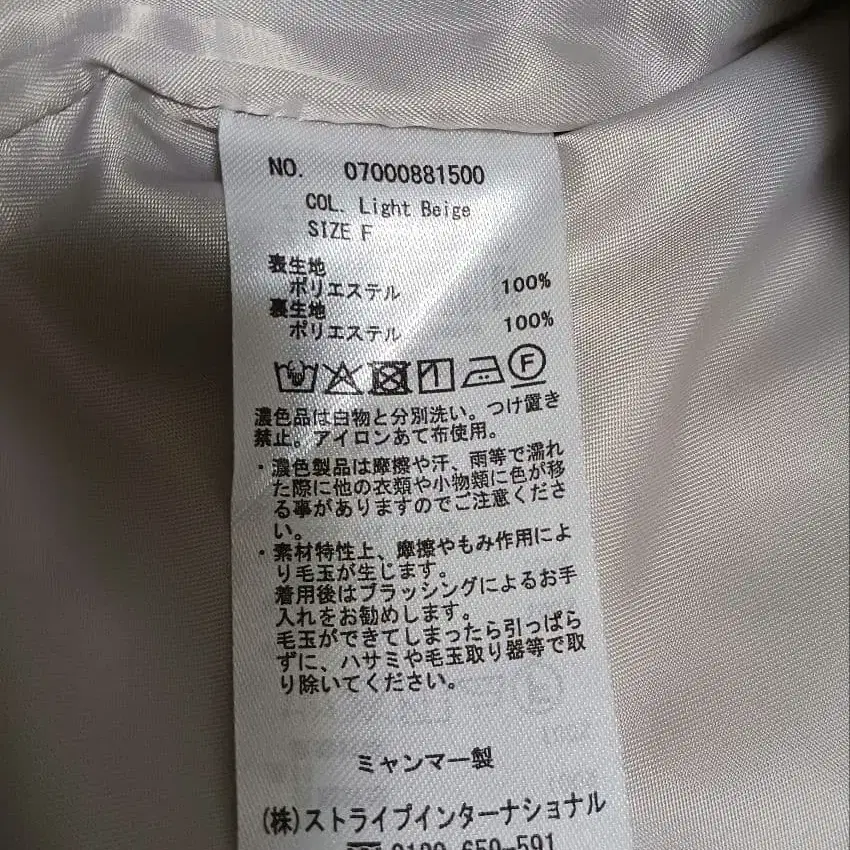 NO. 07000881500
COL. Light Beige
SIZE F
表生地
ポリエステル 100%
裏生地
ポリエステル 100%
F
濃色品は白物と分別洗い。つけ置き
禁止。アイロンあて布使用。
・濃色製品は摩擦や汗、雨等で濡れ
た際に他の衣類や小物類に色が移
る事がありますのでご注意くださ
い。
・素材特性上、摩擦やもみ作用によ
り毛玉が生じます。
着用後はブラッシングによるお手
入れをお勧めします。
毛玉ができてしまったら引っぱら
ずに、ハサミや毛玉取り器等で取
り除いてください。
ミャンマー製
(株)ストライプインターナショナル
0120-650-591